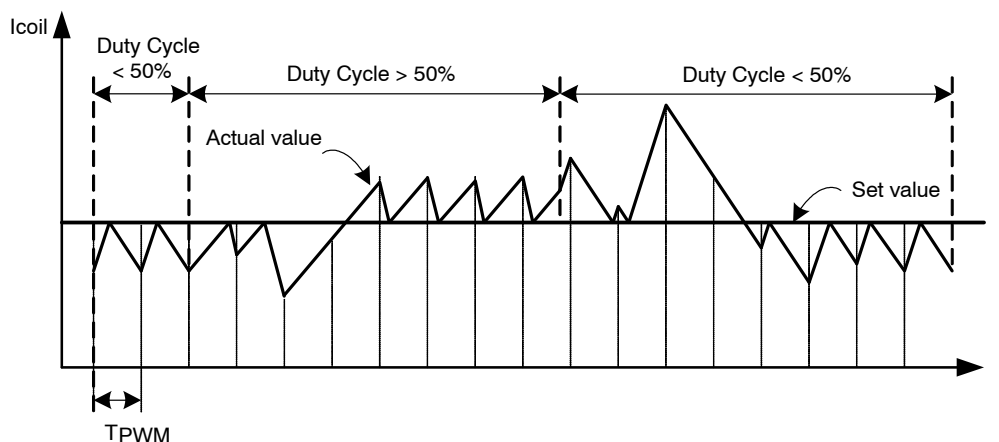 Icoil
Duty Cycle
< 50%
Duty Cycle > 50%
Duty Cycle < 50%
Actual value
Set value
TPWM